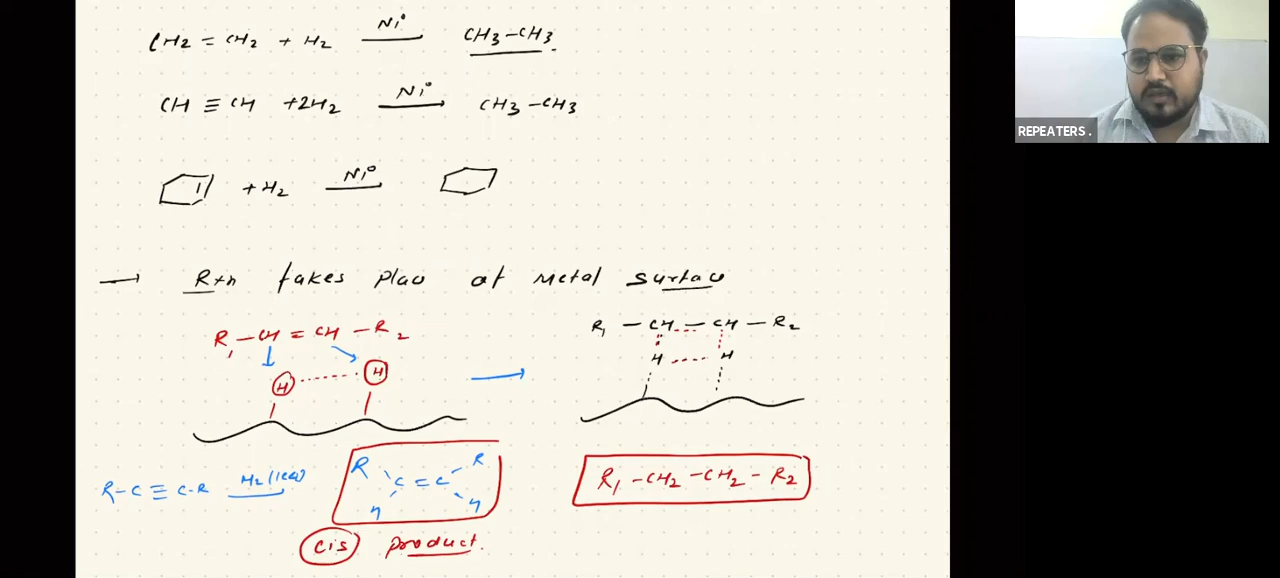 CH2 = CH2 + H2 Ni° CH3-CH3.
CH ≡ CH +2H2 Ni° CH3-CH3
+ H2 Ni°
→ Rxn takes place at metal surface
R1 -CH = CH -R2
R1 - CH - CH - R2
H H
H H
R-C ≡ C-R H2 (1eq)
R R
C = C
H H
R1 -CH2 -CH2 - R2
cis product.
REPEATERS .